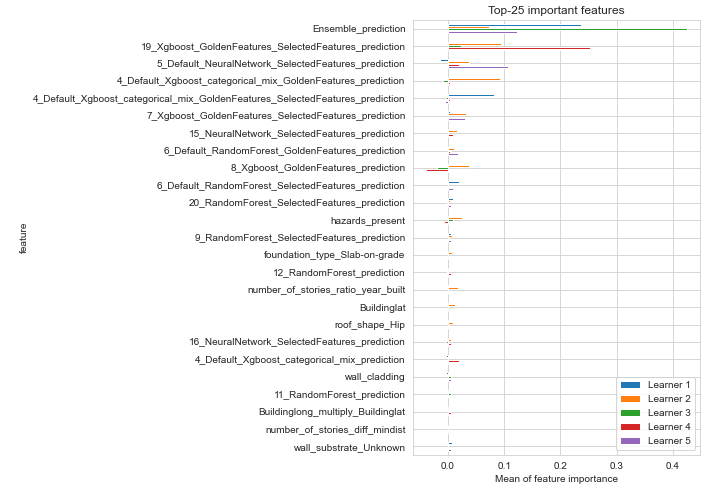 Top-25 important features
Ensemble_prediction
19_Xgboost_GoldenFeatures_SelectedFeatures_prediction
5_Default_NeuralNetwork_SelectedFeatures_prediction
4_Default_Xgboost_categorical_mix_GoldenFeatures_prediction
4_Default_Xgboost_categorical_mix_GoldenFeatures_SelectedFeatures_prediction
7_Xgboost_GoldenFeatures_SelectedFeatures_prediction
15_NeuralNetwork_SelectedFeatures_prediction
6_Default_RandomForest_GoldenFeatures_prediction
8_Xgboost_GoldenFeatures_prediction
6_Default_RandomForest_SelectedFeatures_prediction
20_RandomForest_SelectedFeatures_prediction
hazards_present
9_RandomForest_SelectedFeatures_prediction
foundation_type_Slab-on-grade
12_RandomForest_prediction
number_of_stories_ratio_year_built
Buildinglat
roof_shape_Hip
16_NeuralNetwork_SelectedFeatures_prediction
4_Default_Xgboost_categorical_mix_prediction
wall_cladding
11_RandomForest_prediction
Buildinglong_multiply_Buildinglat
number_of_stories_diff_mindist
wall_substrate_Unknown
feature
Learner 1
Learner 2
Learner 3
Learner 4
Learner 5
0.0 0.1 0.2 0.3 0.4
Mean of feature importance